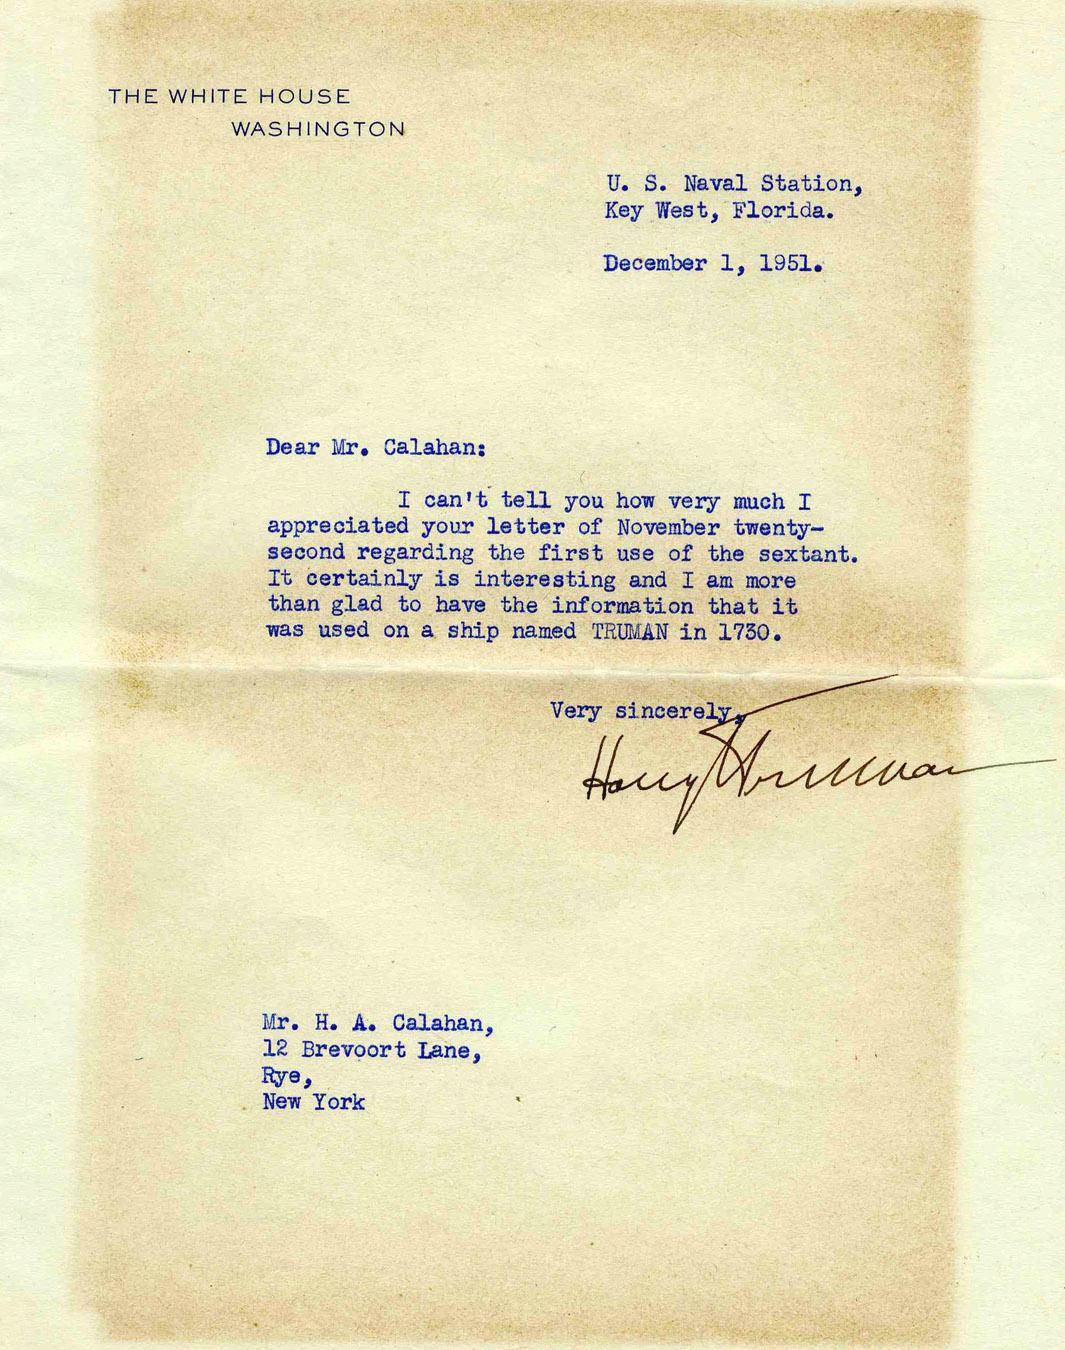 THE WHITE HOUSE
WASHINGTON
U. S. Naval Station,
Key West, Florida.
December 1, 1951.
Dear Mr. Calahan:
I can't tell you how very much I
appreciated your letter of November twenty-
second regarding the first use of the sextant.
It certainly is interesting and I am more
than glad to have the information that it
was used on a ship named TRUMAN in 1730.
Very sincerely,
Harry Truman
Mr. H. A. Calahan,
12 Brevoort Lane,
Rye,
New York